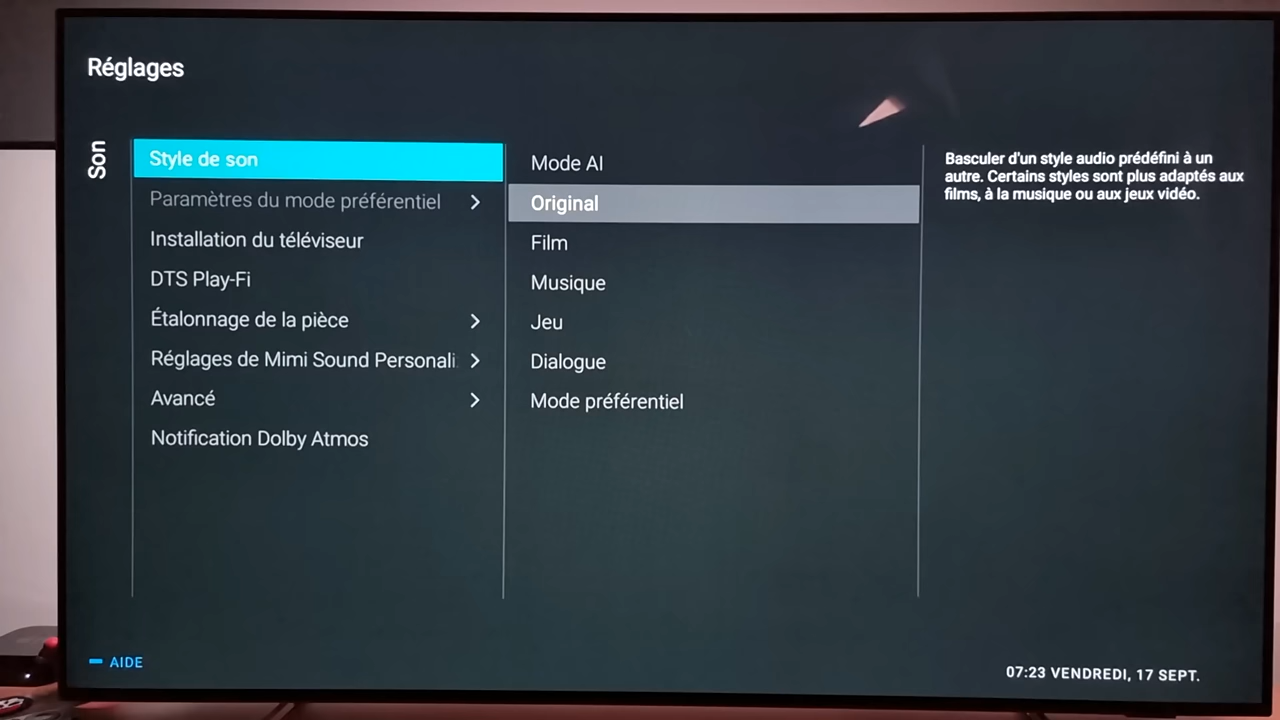 Réglages
Son
Style de son
Paramètres du mode préférentiel
Installation du téléviseur
DTS Play-Fi
Étalonnage de la pièce
Réglages de Mimi Sound Personali
Avancé
Notification Dolby Atmos
Mode AI
Original
Film
Musique
Jeu
Dialogue
Mode préférentiel
Basculer d'un style audio prédéfini à un
autre. Certains styles sont plus adaptés aux
films, à la musique ou aux jeux vidéo.
AIDE
07:23 VENDREDI, 17 SEPT.